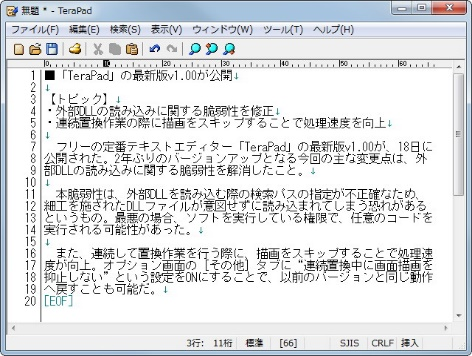 無題 * - TeraPad
ファイル(F) 編集(E) 検索(S) 表示(V) ウィンドウ(W) ツール(T) ヘルプ(H)
0 10 20 30 40 50 60
1 ■「TeraPad」の最新版v1.00が公開↓
2 ↓
3 【トピック】↓
4 ・外部DLLの読み込みに関する脆弱性を修正↓
5 ・連続置換作業の際に描画をスキップすることで処理速度を向上↓
6 ↓
7 　フリーの定番テキストエディター「TeraPad」の最新版v1.00が、18日に
8 公開された。2年ぶりのバージョンアップとなる今回の主な変更点は、外
9 部DLLの読み込みに関する脆弱性を解消したこと。↓
10 ↓
11 　本脆弱性は、外部DLLを読み込む際の検索パスの指定が不正確なため、
12 細工を施されたDLLファイルが意図せずに読み込まれてしまう恐れがある
13 というもの。最悪の場合、ソフトを実行している権限で、任意のコードを
14 実行される可能性があった。↓
15 ↓
16 　また、連続して置換作業を行う際に、描画をスキップすることで処理速
17 度が向上。オプション画面の［その他］タブに“連続置換中に画面描画を
18 抑止しない”という設定をONにすることで、以前のバージョンと同じ動作
19 へ戻すことも可能だ。↓
20 [EOF]
3行: 11桁 標準 [66] SJIS CRLF 挿入